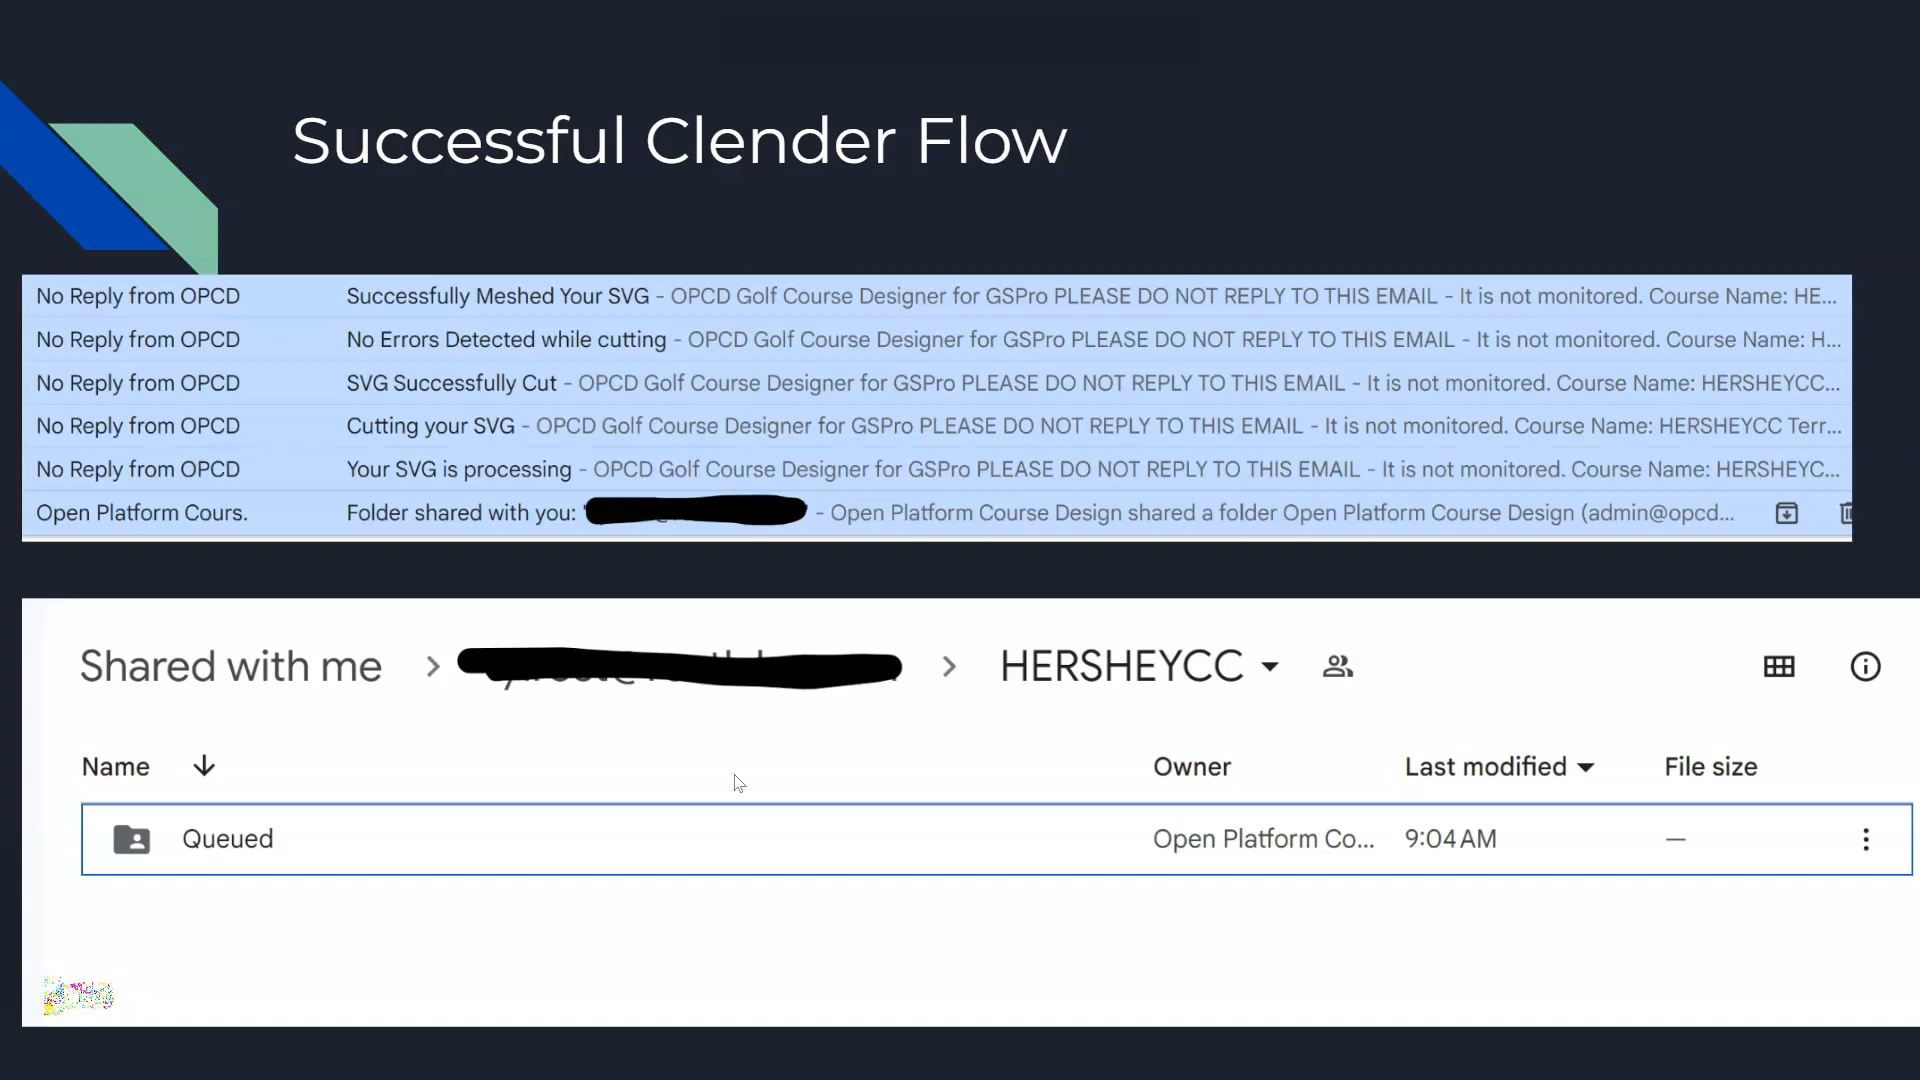 Successful Clender Flow
No Reply from OPCD Successfully Meshed Your SVG - OPCD Golf Course Designer for GSPro PLEASE DO NOT REPLY TO THIS EMAIL - It is not monitored. Course Name: HE...
No Reply from OPCD No Errors Detected while cutting - OPCD Golf Course Designer for GSPro PLEASE DO NOT REPLY TO THIS EMAIL - It is not monitored. Course Name: H...
No Reply from OPCD SVG Successfully Cut - OPCD Golf Course Designer for GSPro PLEASE DO NOT REPLY TO THIS EMAIL - It is not monitored. Course Name: HERSHEYCC...
No Reply from OPCD Cutting your SVG - OPCD Golf Course Designer for GSPro PLEASE DO NOT REPLY TO THIS EMAIL - It is not monitored. Course Name: HERSHEYCC Terr...
No Reply from OPCD Your SVG is processing - OPCD Golf Course Designer for GSPro PLEASE DO NOT REPLY TO THIS EMAIL - It is not monitored. Course Name: HERSHEYC...
Open Platform Cours. Folder shared with you: - Open Platform Course Design shared a folder Open Platform Course Design (admin@opcd...
Shared with me > > HERSHEYCC
Name Owner Last modified File size
Queued Open Platform Co... 9:04 AM —